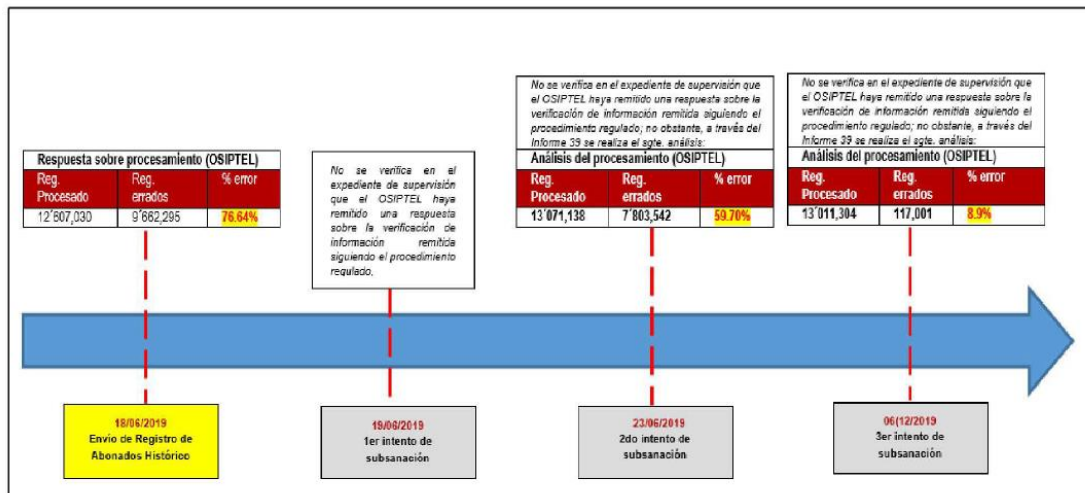 Respuesta sobre procesamiento (OSIPTEL)
Reg. Procesado Reg. errados % error
12´607,030 9´662,295 76.64%
No se verifica en el
expediente de supervisión
que el OSIPTEL haya
remitido una respuesta
sobre la verificación de
información remitida
siguiendo el procedimiento
regulado.
No se verifica en el expediente de supervisión que
el OSIPTEL haya remitido una respuesta sobre la
verificación de información remitida siguiendo el
procedimiento regulado; no obstante, a través del
Informe 39 se realiza el sgte. análisis:
Análisis del procesamiento (OSIPTEL)
Reg. Procesado Reg. errados % error
13´071,138 7´803,542 59.70%
No se verifica en el expediente de supervisión que
el OSIPTEL haya remitido una respuesta sobre la
verificación de información remitida siguiendo el
procedimiento regulado; no obstante, a través del
Informe 39 se realiza el sgte. análisis:
Análisis del procesamiento (OSIPTEL)
Reg. Procesado Reg. errados % error
13´011,304 117,001 8.9%
18/06/2019
Envío de Registro de
Abonados Histórico
19/06/2019
1er intento de
subsanación
23/06/2019
2do intento de
subsanación
06(12/2019
3er intento de
subsanación